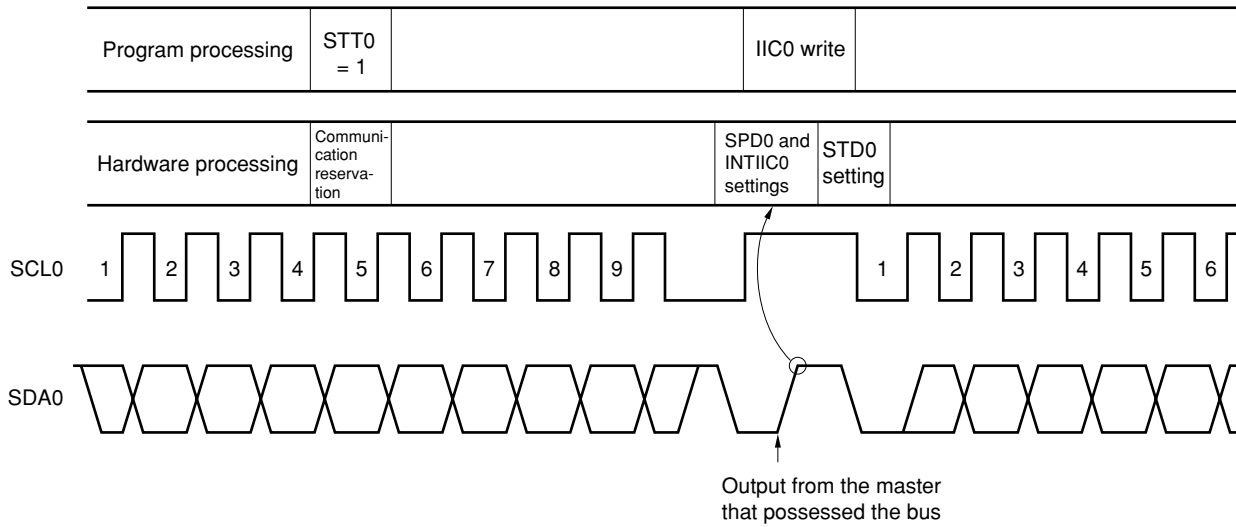 Program processing
STT0
= 1
IIC0 write
Hardware processing
Communi-
cation
reserva-
tion
SPD0 and
INTIIC0
settings
STD0
setting
SCL0
1 2 3 4 5 6 7 8 9 1 2 3 4 5 6
SDA0
Output from the master
that possessed the bus